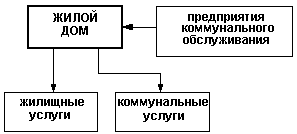 ЖИЛОЙ
ДОМ
предприятия
коммунального
обслуживания
жилищные
услуги
коммунальные
услуги